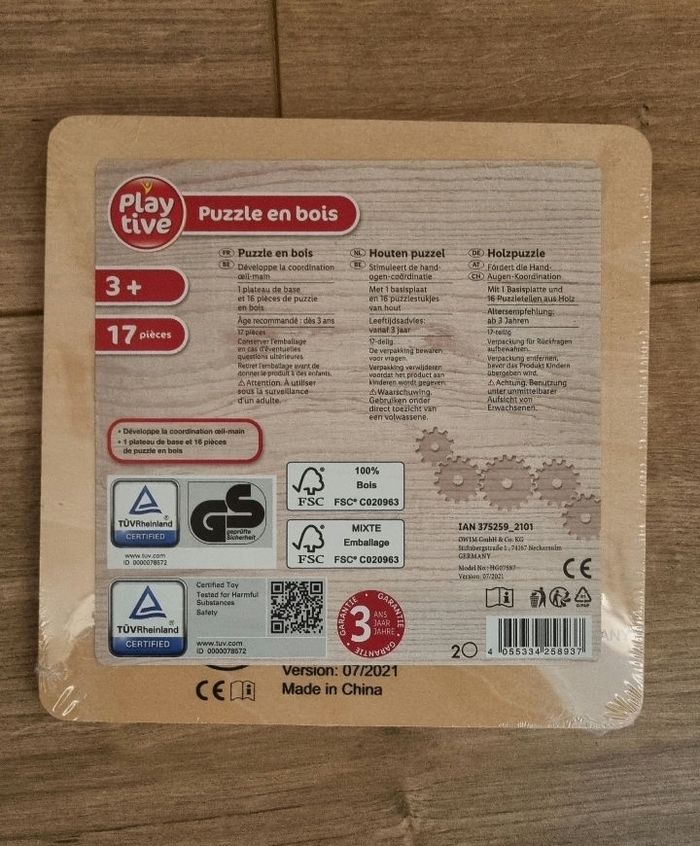 Play
tive
Puzzle en bois
3+
17 pièces
FR BE Puzzle en bois
Développe la coordination
œil-main
1 plateau de base
et 16 pièces de puzzle
en bois
Âge recommandé : dès 3 ans
17 pièces
Conserver l'emballage
en cas d'éventuelles
questions ultérieures
Retirer l'emballage avant de
donner le produit à des enfants.
⚠Attention. À utiliser
sous la surveillance
d'un adulte.
NL BE Houten puzzel
Stimuleert de hand-
ogen-coördinatie
Met 1 basisplaat
en 16 puzzelstukjes
van hout
Leeftijdsadvies:
vanaf 3 jaar
17-delig.
De verpakking bewaren
voor vragen.
Verpakking verwijderen
voordat het product aan
kinderen wordt gegeven.
⚠Waarschuwing.
Gebruiken onder
direct toezicht van
een volwassene.
DE AT CH Holzpuzzle
Fördert die Hand-
Augen-Koordination
Mit 1 Basisplatte und
16 Puzzleteilen aus Holz
Altersempfehlung:
ab 3 Jahren
17-teilig
Verpackung für Rückfragen
aufbewahren.
Verpackung entfernen,
bevor das Produkt Kindern
übergeben wird.
⚠Achtung. Benutzung
unter unmittelbarer
Aufsicht von
Erwachsenen.
• Développe la coordination œil-main
• 1 plateau de base et 16 pièces
de puzzle en bois
TÜVRheinland
CERTIFIED
www.tuv.com
ID 0000078572
GS
geprüfte
Sicherheit
FSC
100%
Bois
FSC® C020963
FSC
MIXTE
Emballage
FSC® C020963
IAN 375259_2101
OWIM GmbH & Co. KG
Stiftsbergstraße 1, 74167 Neckarsulm
GERMANY
Model No.: HG07587
Version: 07/2021
CE
TÜVRheinland
CERTIFIED
Certified Toy
Tested for Harmful
Substances
Safety
www.tuv.com
ID 0000078572
GARANTIE • GARANTIE • GARANTIE
3 ANS
JAAR
JAHRE
20
4 055334 258937
ANY
Version: 07/2021
CE
Made in China